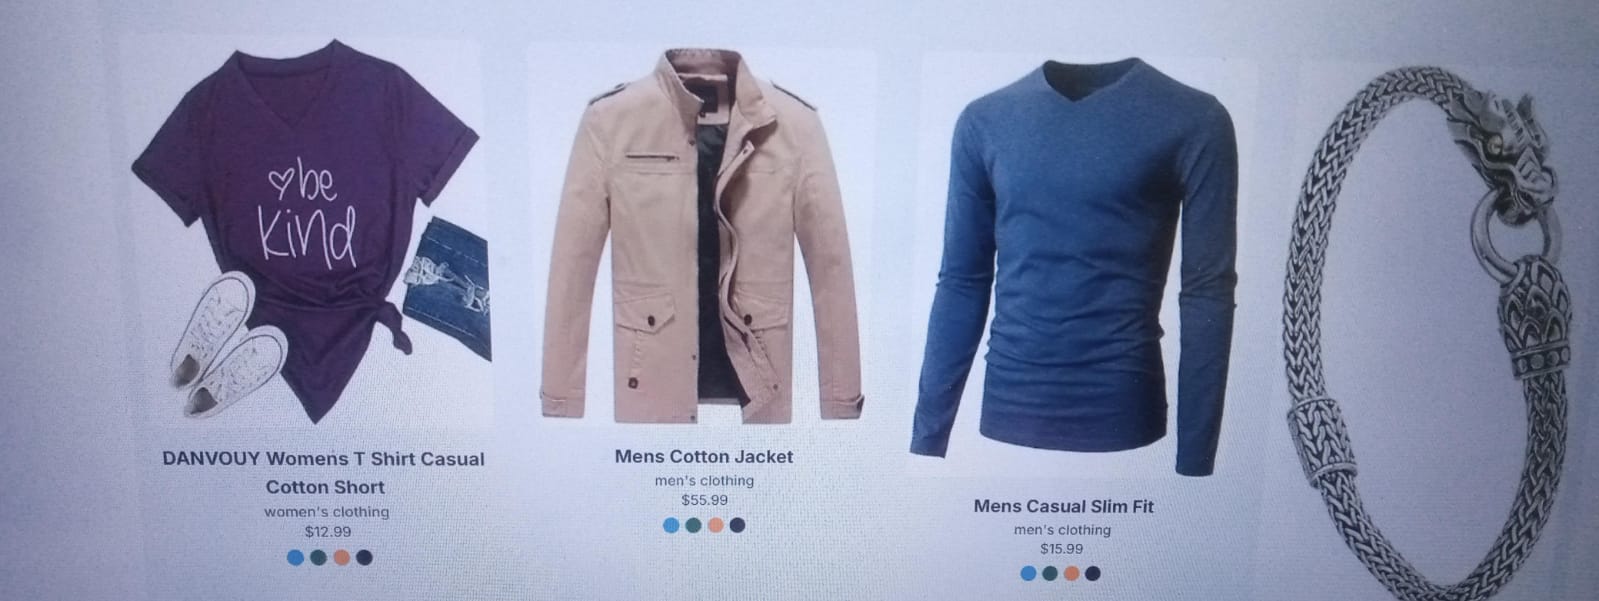 be
kind
DANVOUY Womens T Shirt Casual
Cotton Short
women's clothing
$12.99
Mens Cotton Jacket
men's clothing
$55.99
Mens Casual Slim Fit
men's clothing
$15.99